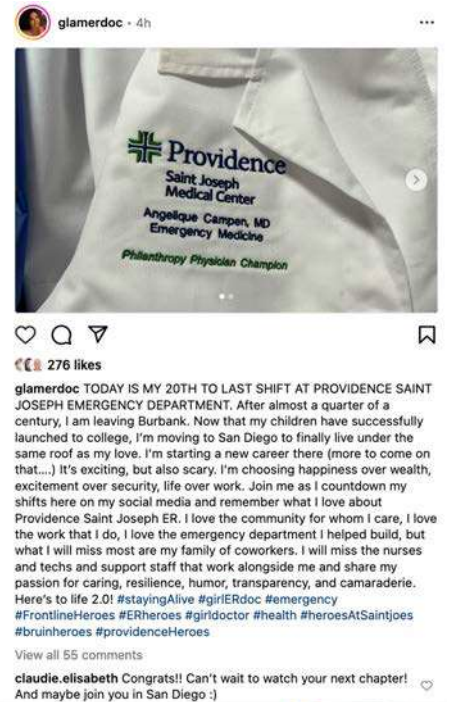 glamerdoc • 4h
Providence
Saint Joseph
Medical Center
Angelique Campen, MD
Emergency Medicine
Philanthropy Physician Champion
276 likes
glamerdoc TODAY IS MY 20TH TO LAST SHIFT AT PROVIDENCE SAINT
JOSEPH EMERGENCY DEPARTMENT. After almost a quarter of a
century, I am leaving Burbank. Now that my children have successfully
launched to college, I'm moving to San Diego to finally live under the
same roof as my love. I'm starting a new career there (more to come on
that....) It's exciting, but also scary. I'm choosing happiness over wealth,
excitement over security, life over work. Join me as I countdown my
shifts here on my social media and remember what I love about
Providence Saint Joseph ER. I love the community for whom I care, I love
the work that I do, I love the emergency department I helped build, but
what I will miss most are my family of coworkers. I will miss the nurses
and techs and support staff that work alongside me and share my
passion for caring, resilience, humor, transparency, and camaraderie.
Here's to life 2.0! #stayingAlive #girlERdoc #emergency
#FrontlineHeroes #ERheroes #girldoctor #health #heroesAtSaintjoes
#bruinheroes #providenceHeroes
View all 55 comments
claudie.elisabeth Congrats!! Can't wait to watch your next chapter!
And maybe join you in San Diego :)